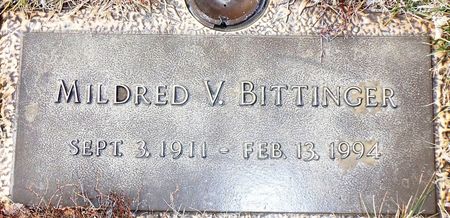 MILDRED V. BITTINGER
SEPT. 3, 1911 - FEB. 13, 1994